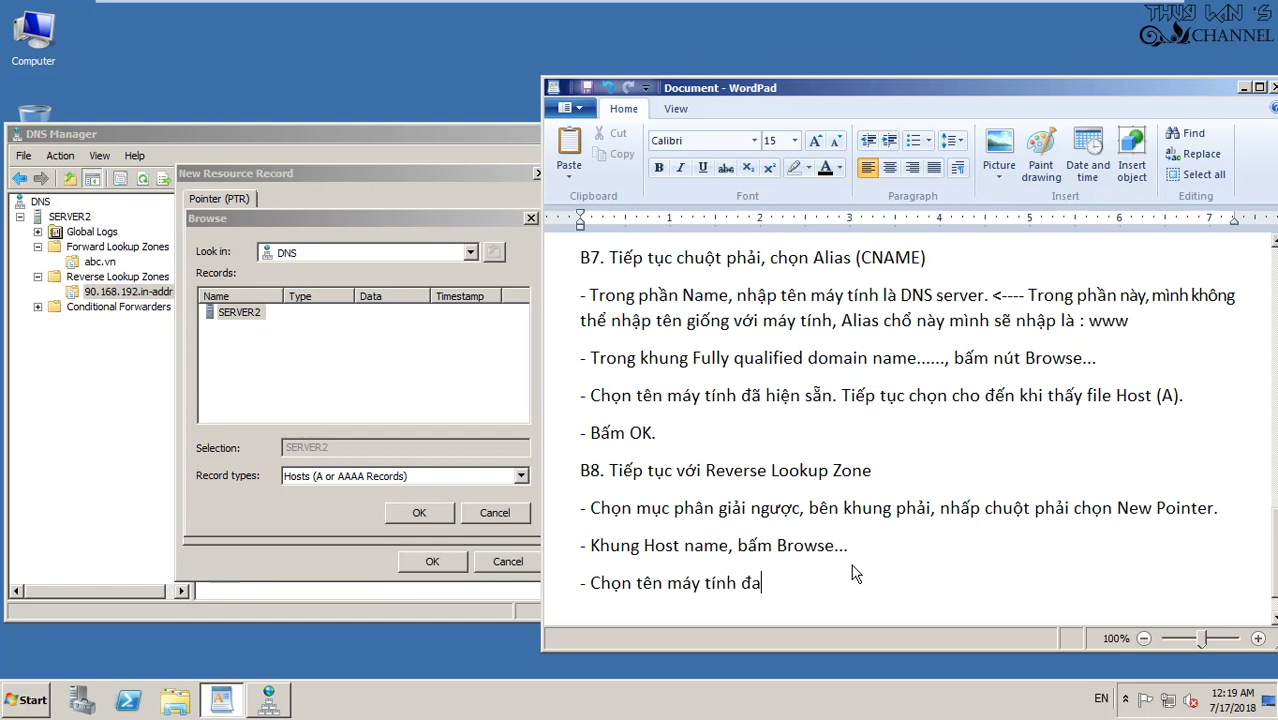 THUY WIN 'S
CHANNEL
Computer
DNS Manager
File Action View Help
DNS
SERVER2
Global Logs
Forward Lookup Zones
abc.vn
Reverse Lookup Zones
90.168.192.in-addr
Conditional Forwarders
New Resource Record
Pointer (PTR)
Browse
Look in: DNS
Records:
Name Type Data Timestamp
SERVER2
Selection: SERVER2
Record types: Hosts (A or AAAA Records)
OK Cancel
OK Cancel
Document - WordPad
Home View
Paste
Cut
Copy
Clipboard
Calibri 15
Font
Paragraph
Picture
Paint drawing
Date and time
Insert object
Insert
Find
Replace
Select all
Editing
1 2 3 4 5 6 7
B7. Tiếp tục chuột phải, chọn Alias (CNAME)
- Trong phần Name, nhập tên máy tính là DNS server. <---- Trong phần này, mình không
thể nhập tên giống với máy tính, Alias chổ này mình sẽ nhập là : www
- Trong khung Fully qualified domain name......, bấm nút Browse...
- Chọn tên máy tính đã hiện sẵn. Tiếp tục chọn cho đến khi thấy file Host (A).
- Bấm OK.
B8. Tiếp tục với Reverse Lookup Zone
- Chọn mục phân giải ngược, bên khung phải, nhấp chuột phải chọn New Pointer.
- Khung Host name, bấm Browse...
- Chọn tên máy tính đa
100%
Start
EN
12:19 AM
7/17/2018